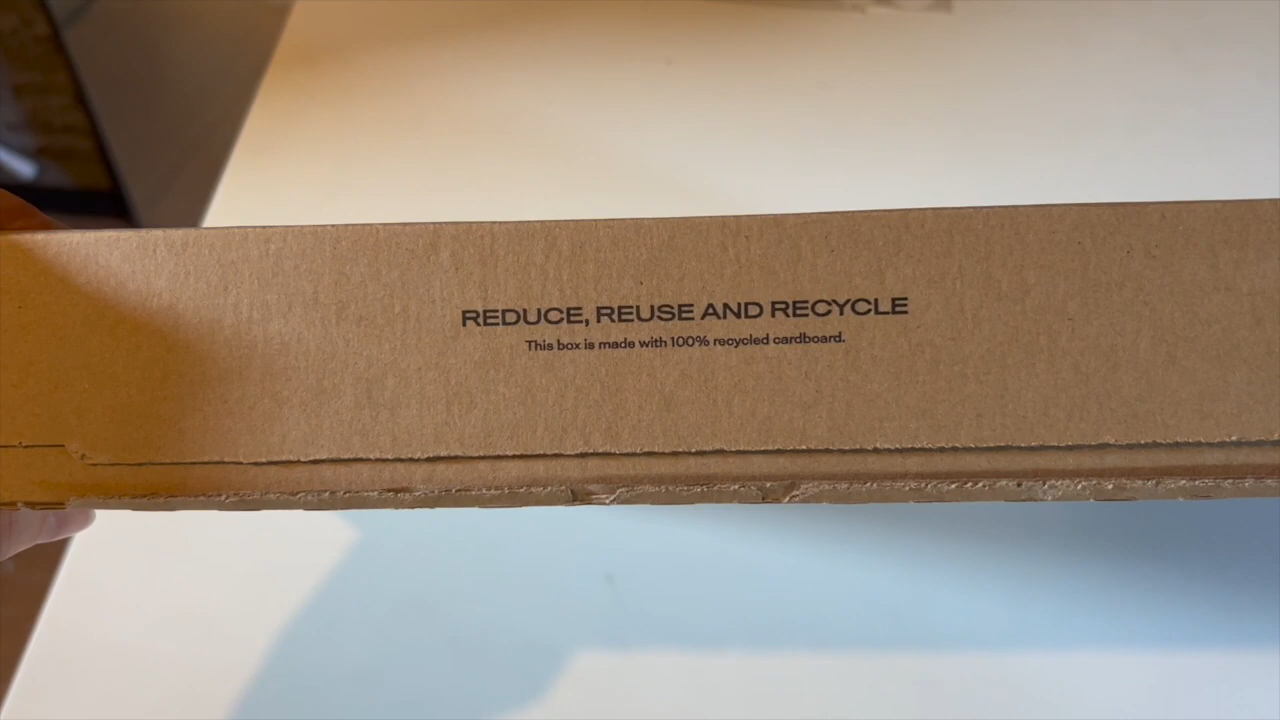 REDUCE, REUSE AND RECYCLE
This box is made with 100% recycled cardboard.